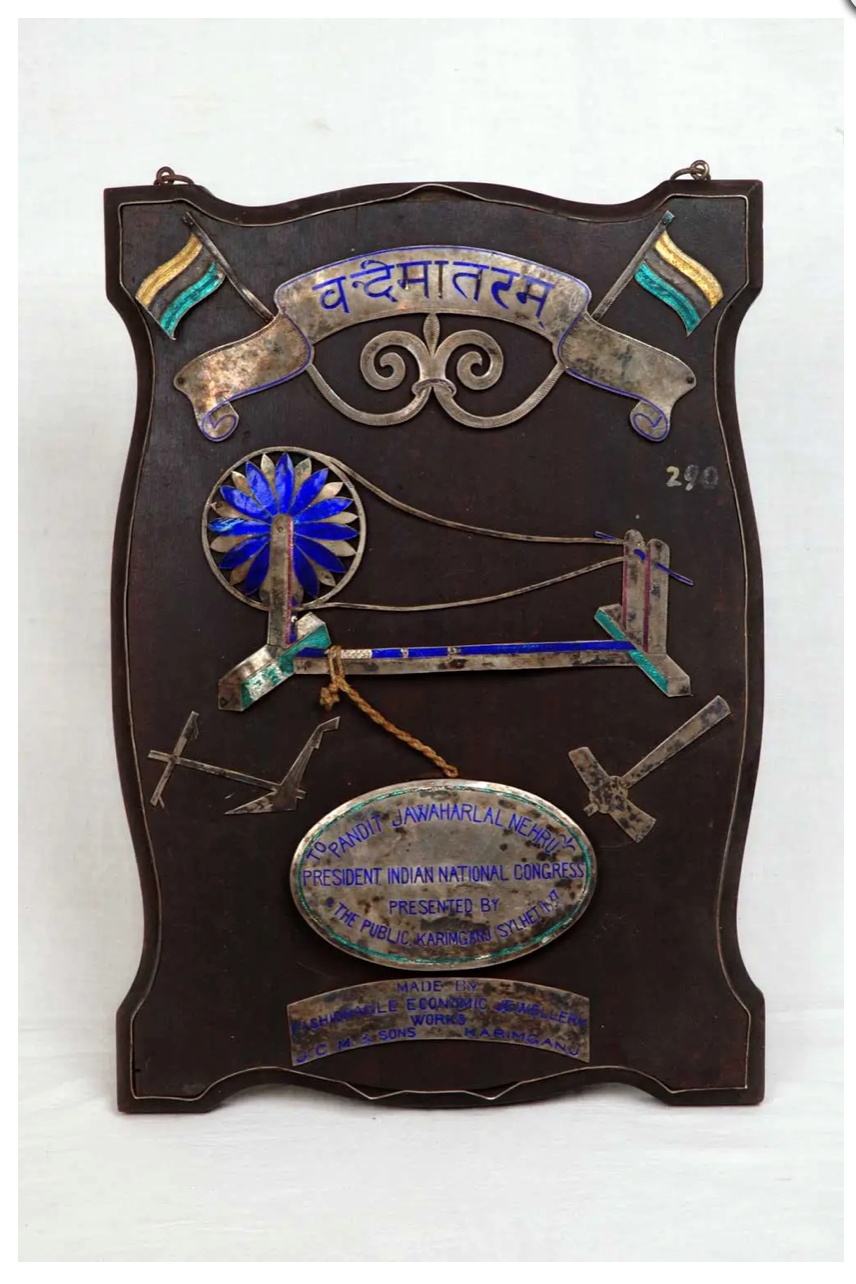 वन्देमातरम्
290
TO PANDIT JAWAHARLAL NEHRU
PRESIDENT INDIAN NATIONAL CONGRESS
PRESENTED BY
THE PUBLIC KARIMGANJ (SYLHET)
MADE BY
FASHIONABLE ECONOMIC JEWELLERY
WORKS
J. C. M. & SONS KARIMGANJ